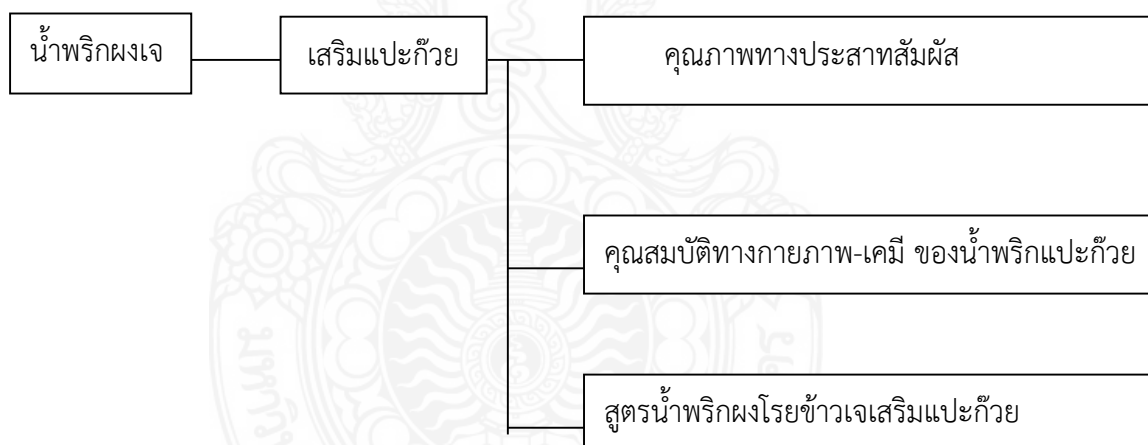 น้ำพริกผงเจ
เสริมแปะก๊วย
คุณภาพทางประสาทสัมผัส
คุณสมบัติทางกายภาพ-เคมี ของน้ำพริกแปะก๊วย
สูตรน้ำพริกผงโรยข้าวเจเสริมแปะก๊วย